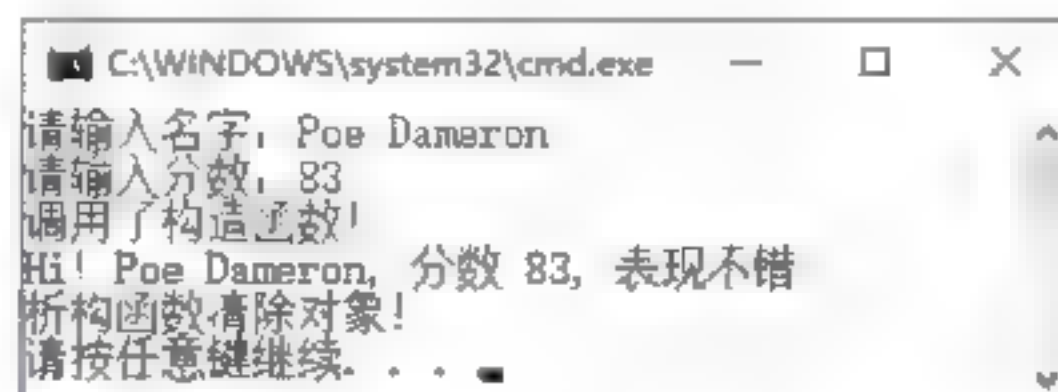 C:\WINDOWS\system32\cmd.exe
请输入名字: Poe Dameron
请输入分数: 83
调用了构造函数!
Hi! Poe Dameron, 分数 83, 表现不错
析构函数清除对象!
请按任意键继续. . .